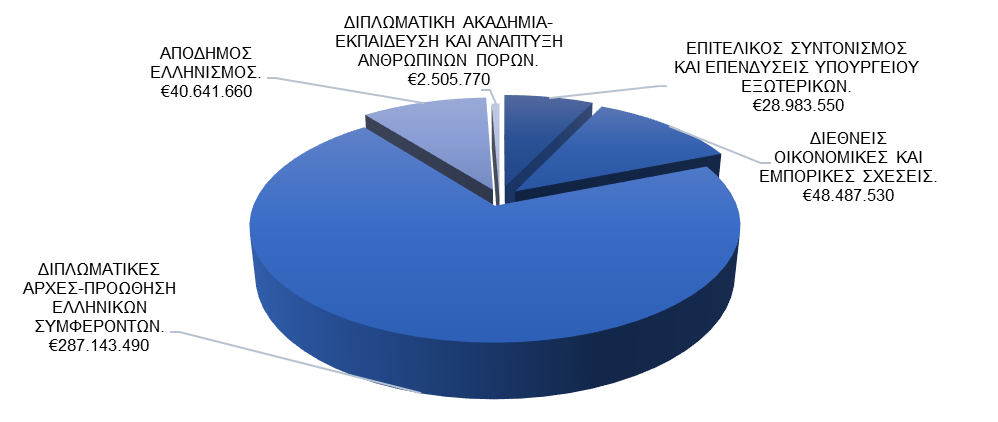 ΔΙΠΛΩΜΑΤΙΚΗ ΑΚΑΔΗΜΙΑ-
ΕΚΠΑΙΔΕΥΣΗ ΚΑΙ ΑΝΑΠΤΥΞΗ
ΑΝΘΡΩΠΙΝΩΝ ΠΟΡΩΝ.
€2.505.770
ΑΠΟΔΗΜΟΣ
ΕΛΛΗΝΙΣΜΟΣ.
€40.641.660
ΕΠΙΤΕΛΙΚΟΣ ΣΥΝΤΟΝΙΣΜΟΣ
ΚΑΙ ΕΠΕΝΔΥΣΕΙΣ ΥΠΟΥΡΓΕΙΟΥ
ΕΞΩΤΕΡΙΚΩΝ.
€28.983.550
ΔΙΕΘΝΕΙΣ
ΟΙΚΟΝΟΜΙΚΕΣ ΚΑΙ
ΕΜΠΟΡΙΚΕΣ ΣΧΕΣΕΙΣ.
€48.487.530
ΔΙΠΛΩΜΑΤΙΚΕΣ
ΑΡΧΕΣ-ΠΡΟΩΘΗΣΗ
ΕΛΛΗΝΙΚΩΝ
ΣΥΜΦΕΡΟΝΤΩΝ.
€287.143.490